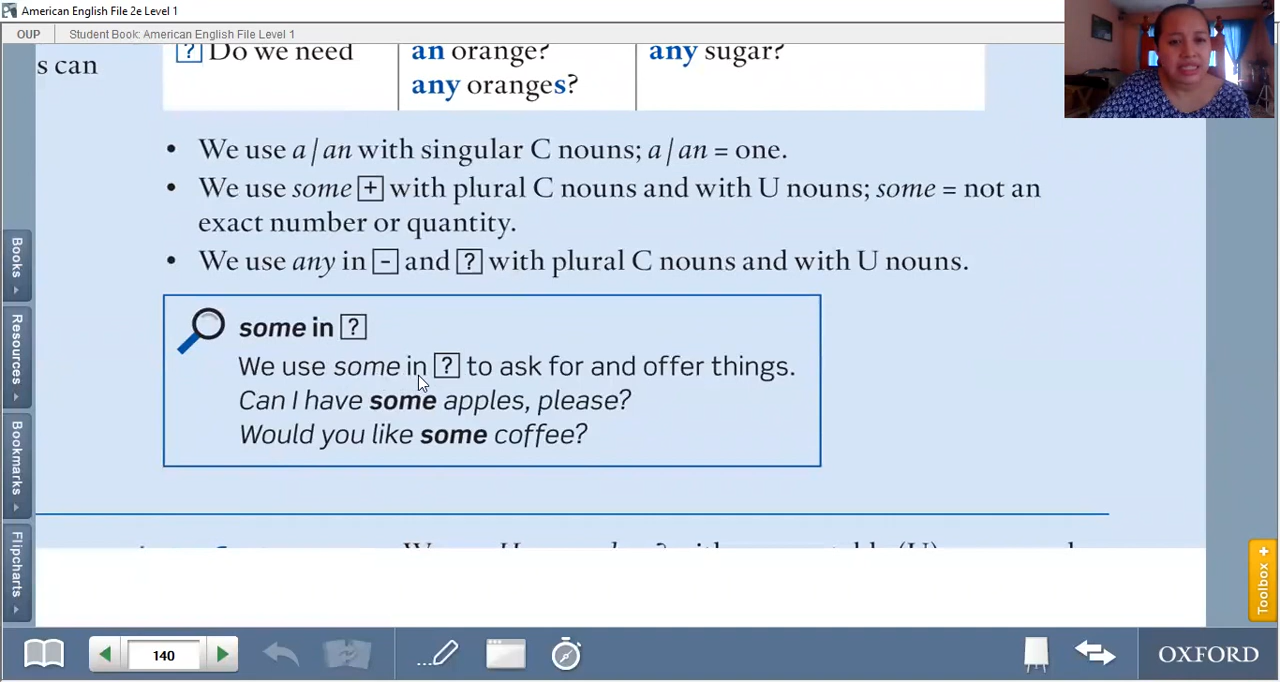 American English File 2e Level 1
OUP Student Book: American English File Level 1
s can
? Do we need
an orange?
any oranges?
any sugar?
• We use a/an with singular C nouns; a/an = one.
• We use some + with plural C nouns and with U nouns; some = not an
exact number or quantity.
• We use any in - and ? with plural C nouns and with U nouns.
some in ?
We use some in ? to ask for and offer things.
Can I have some apples, please?
Would you like some coffee?
Books
Resources
Bookmarks
Flipcharts
Toolbox +
140
OXFORD